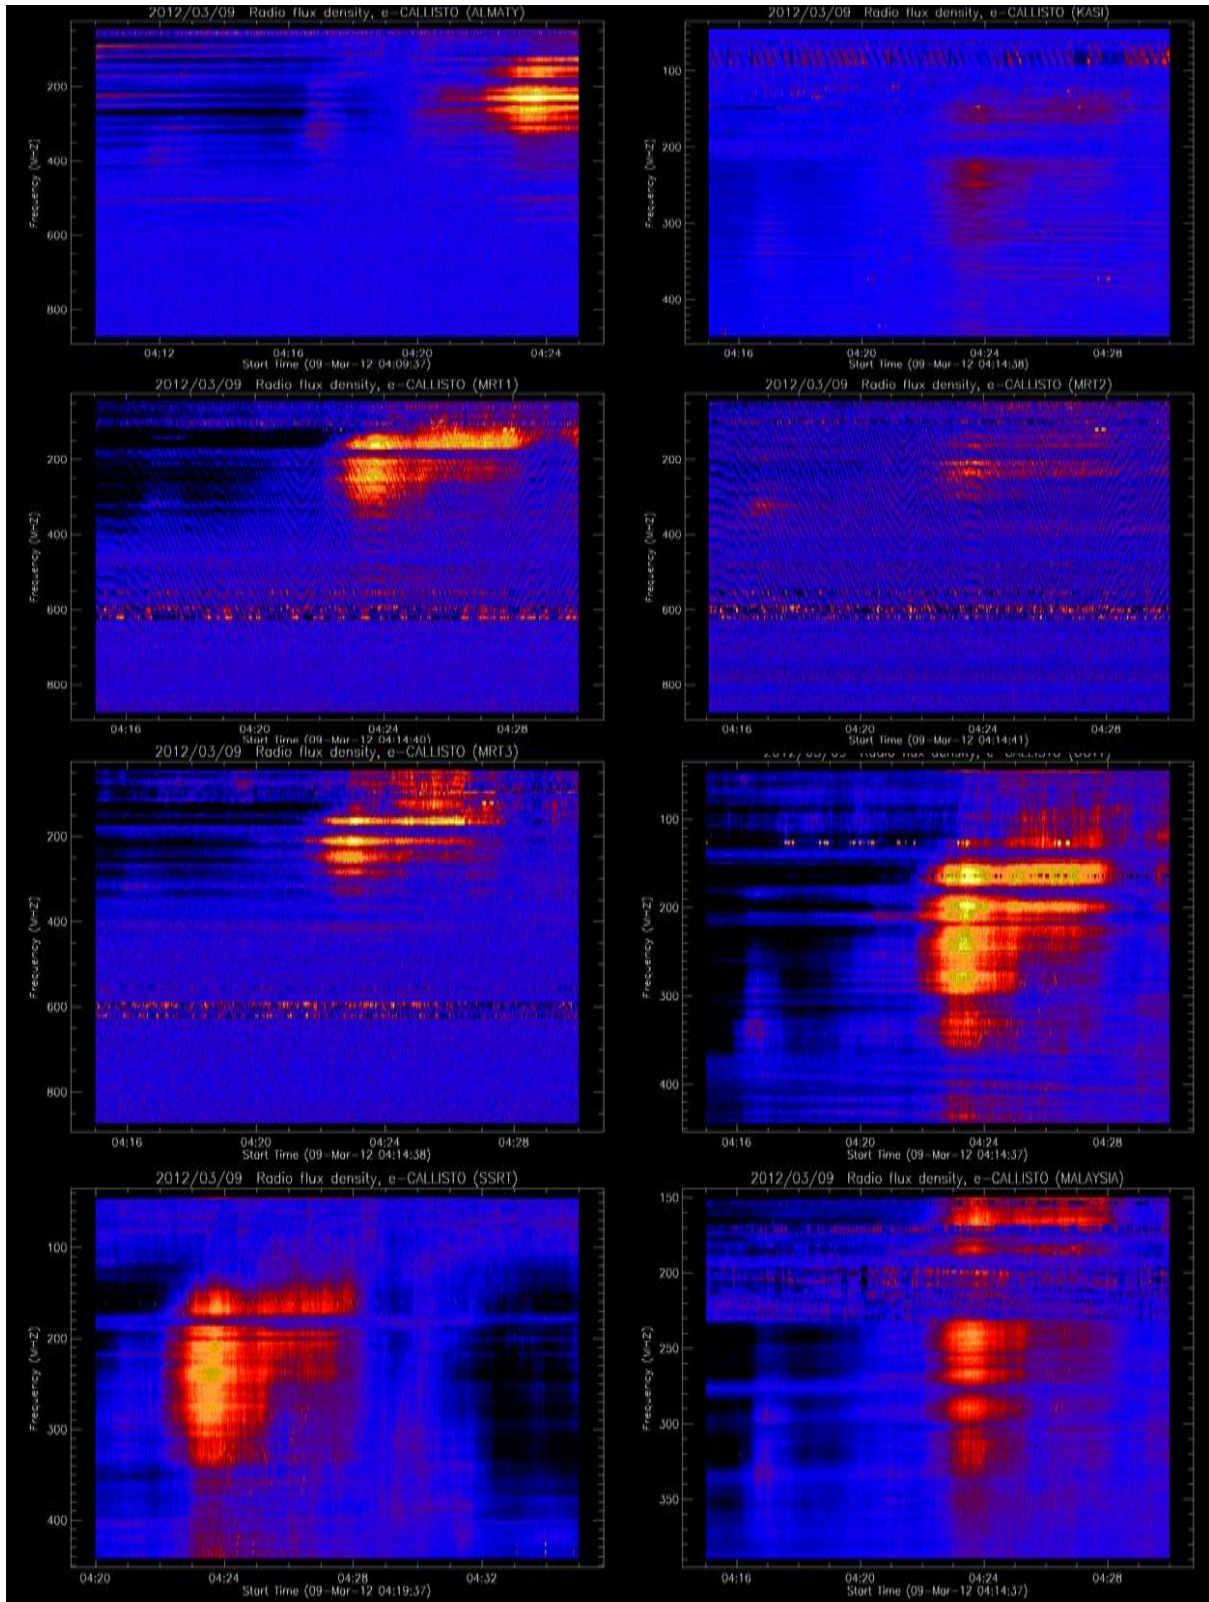 2012/03/09 Radio flux density, e-CALLISTO (ALMATY)
Frequency [MHZ]
200
400
600
800
04:12 04:16 04:20 04:24
Start Time (09-Mar-12 04:09:37)
2012/03/09 Radio flux density, e-CALLISTO (KASI)
Frequency [MHZ]
100
200
300
400
04:16 04:20 04:24 04:28
Start Time (09-Mar-12 04:14:38)
2012/03/09 Radio flux density, e-CALLISTO (MRT1)
Frequency [MHZ]
200
400
600
800
04:16 04:20 04:24 04:28
Start Time (09-Mar-12 04:14:40)
2012/03/09 Radio flux density, e-CALLISTO (MRT2)
Frequency [MHZ]
200
400
600
800
04:16 04:20 04:24 04:28
Start Time (09-Mar-12 04:14:41)
2012/03/09 Radio flux density, e-CALLISTO (MRT3)
Frequency [MHZ]
200
400
600
800
04:16 04:20 04:24 04:28
Start Time (09-Mar-12 04:14:38)
2012/03/09 Radio flux density, e-CALLISTO
Frequency [MHZ]
100
200
300
400
04:16 04:20 04:24 04:28
Start Time (09-Mar-12 04:14:37)
2012/03/09 Radio flux density, e-CALLISTO (SSRT)
Frequency [MHZ]
100
200
300
400
04:20 04:24 04:28 04:32
Start Time (09-Mar-12 04:19:37)
2012/03/09 Radio flux density, e-CALLISTO (MALAYSIA)
Frequency [MHZ]
150
200
250
300
350
04:16 04:20 04:24 04:28
Start Time (09-Mar-12 04:14:37)